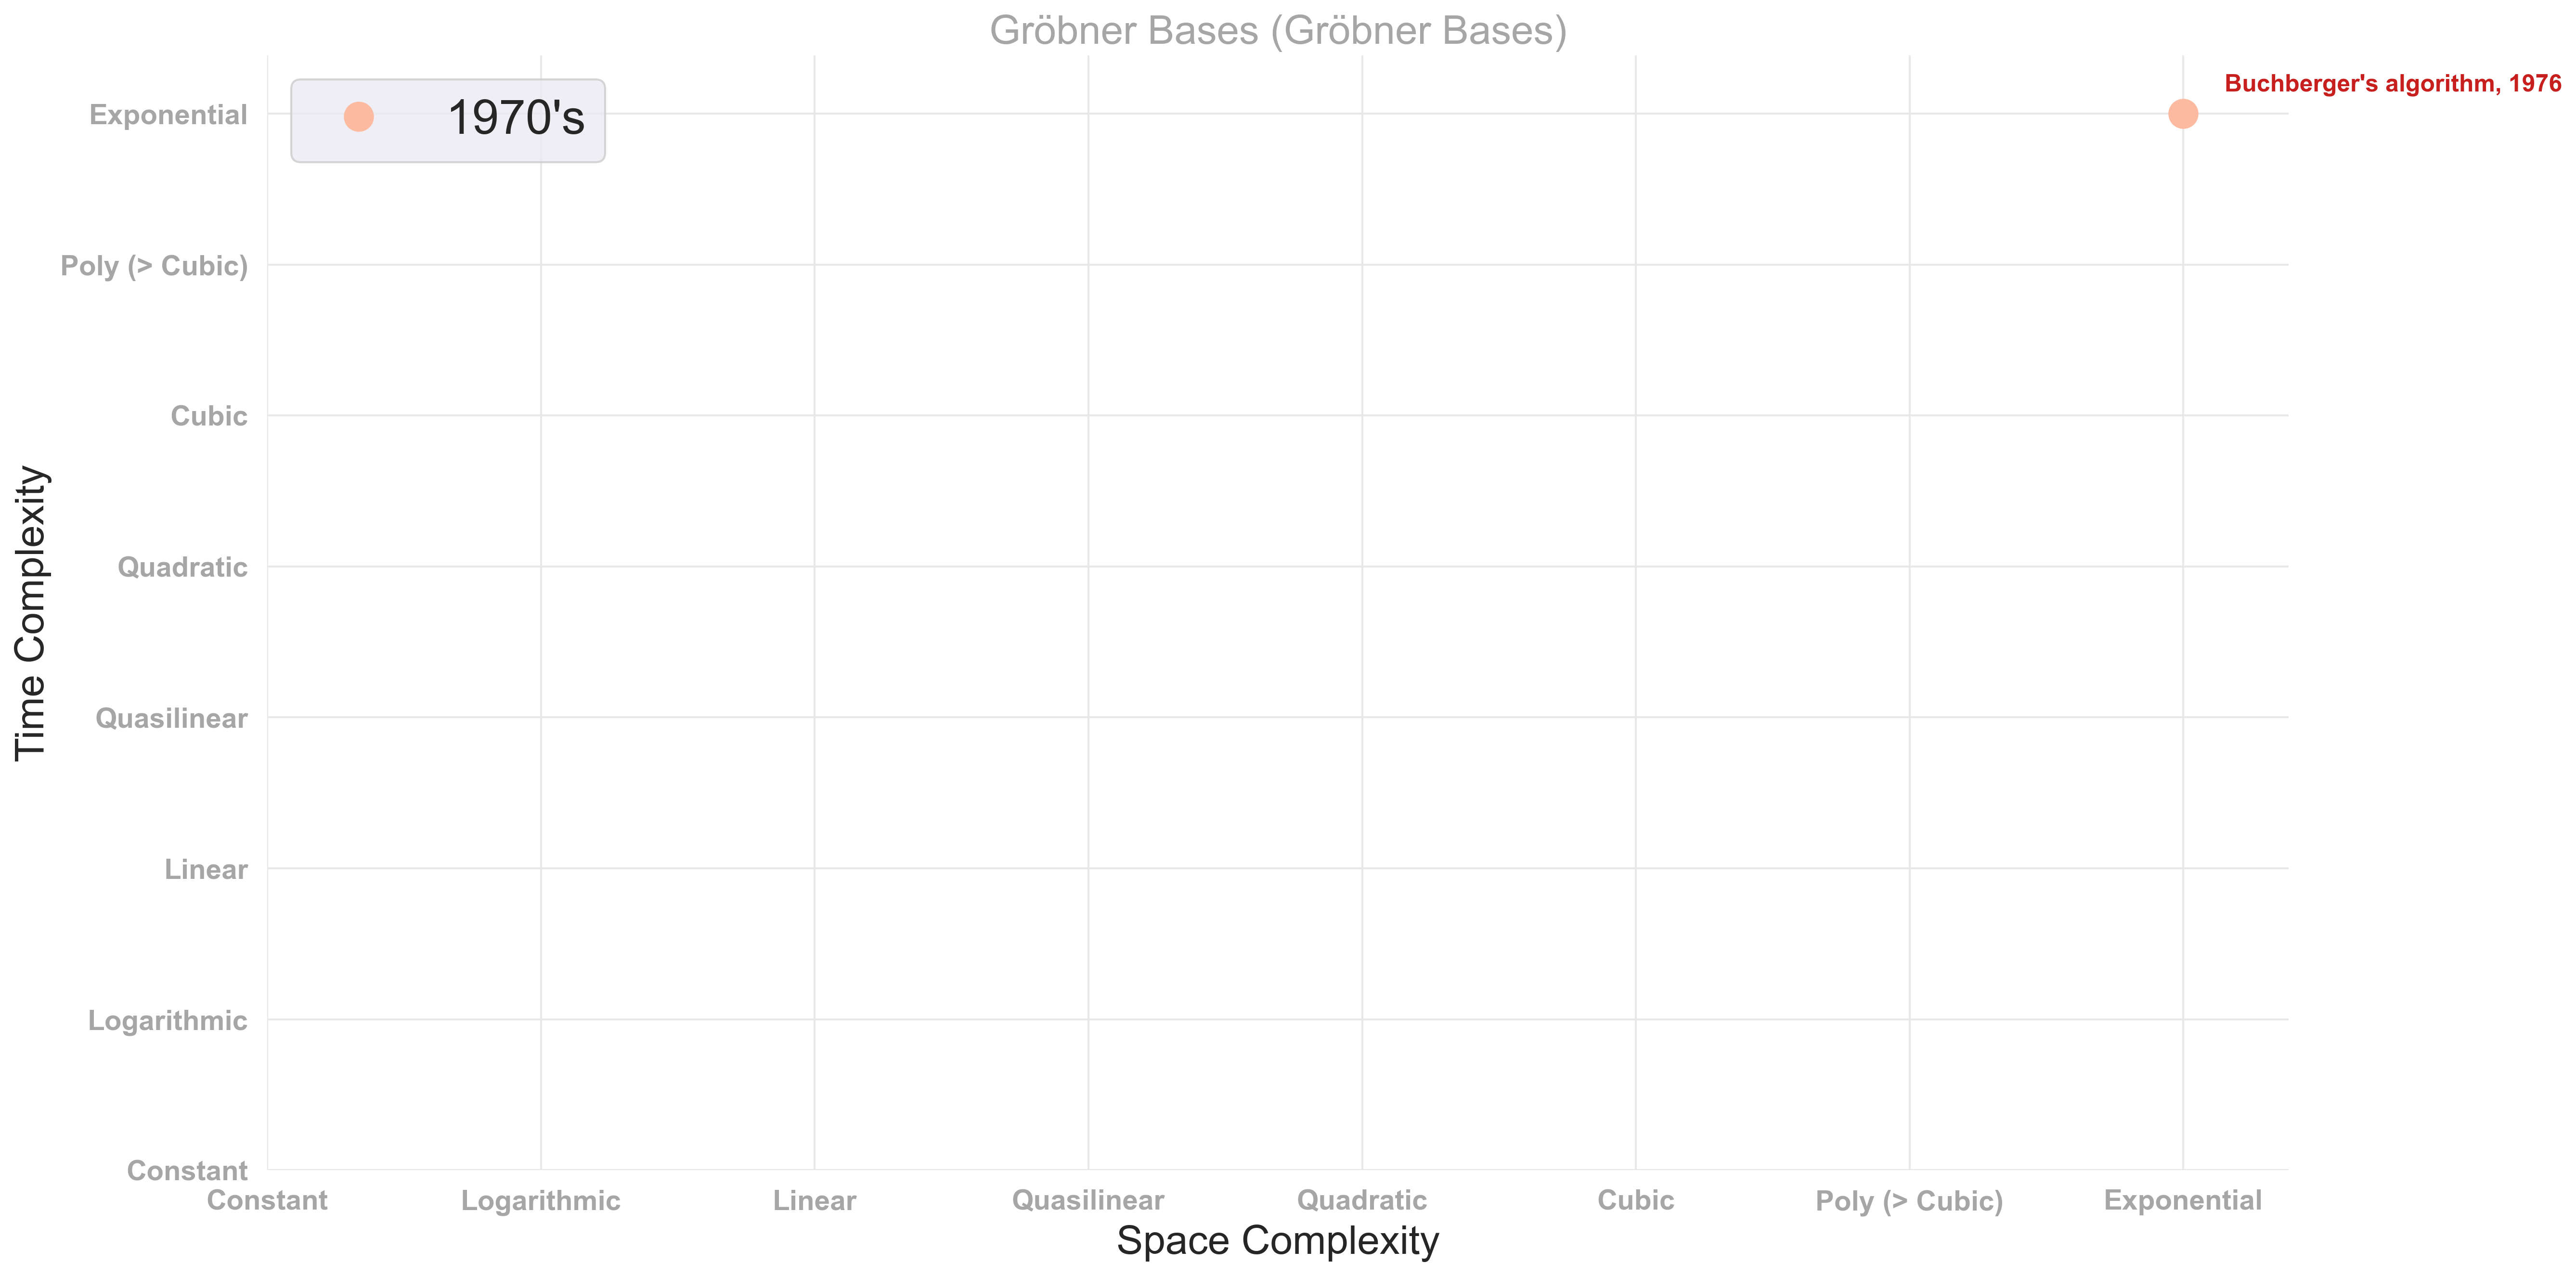 Gröbner Bases (Gröbner Bases)
1970's
Buchberger's algorithm, 1976
Time Complexity
Exponential
Poly (> Cubic)
Cubic
Quadratic
Quasilinear
Linear
Logarithmic
Constant
Constant Logarithmic Linear Quasilinear Quadratic Cubic Poly (> Cubic) Exponential
Space Complexity